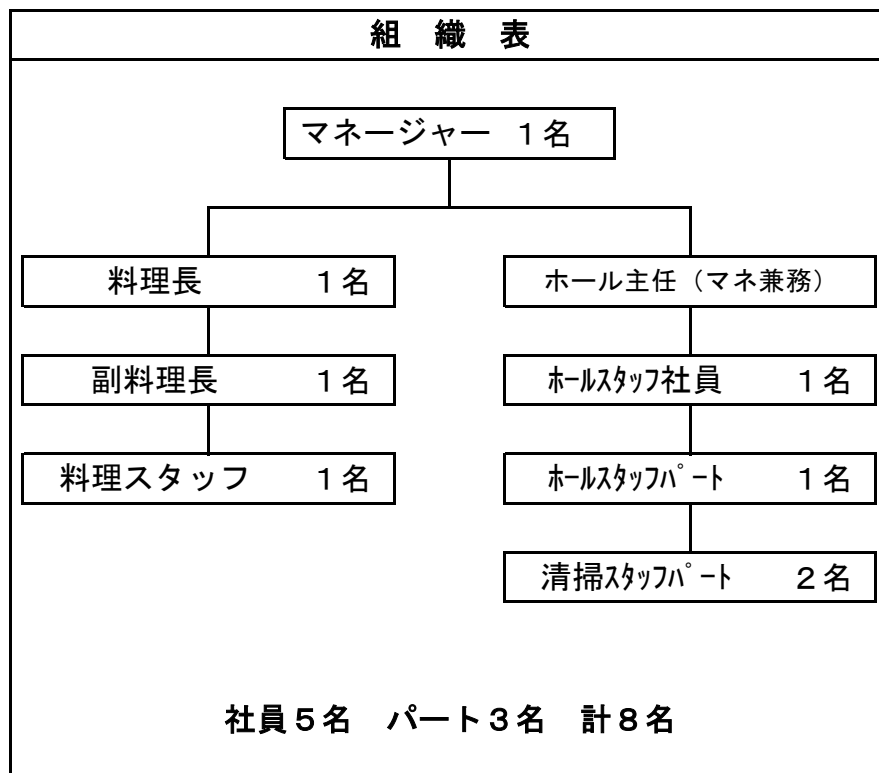 組 織 表
マネージャー １名
料理長 １名
ホール主任（マネ兼務）
副料理長 １名
ﾎｰﾙｽﾀｯﾌ社員 １名
料理スタッフ １名
ﾎｰﾙｽﾀｯﾌﾊﾟｰﾄ １名
清掃ｽﾀｯﾌﾊﾟｰﾄ ２名
社員５名 パート３名 計８名